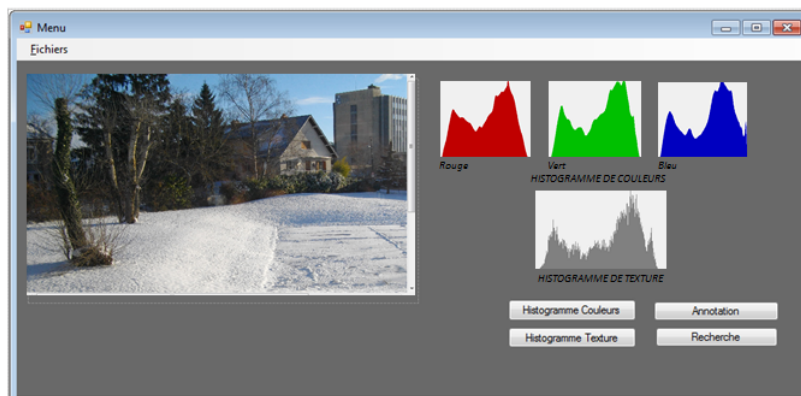 Menu
Fichiers
Rouge
Vert
Bleu
HISTOGRAMME DE COULEURS
HISTOGRAMME DE TEXTURE
Histogramme Couleurs
Annotation
Histogramme Texture
Recherche